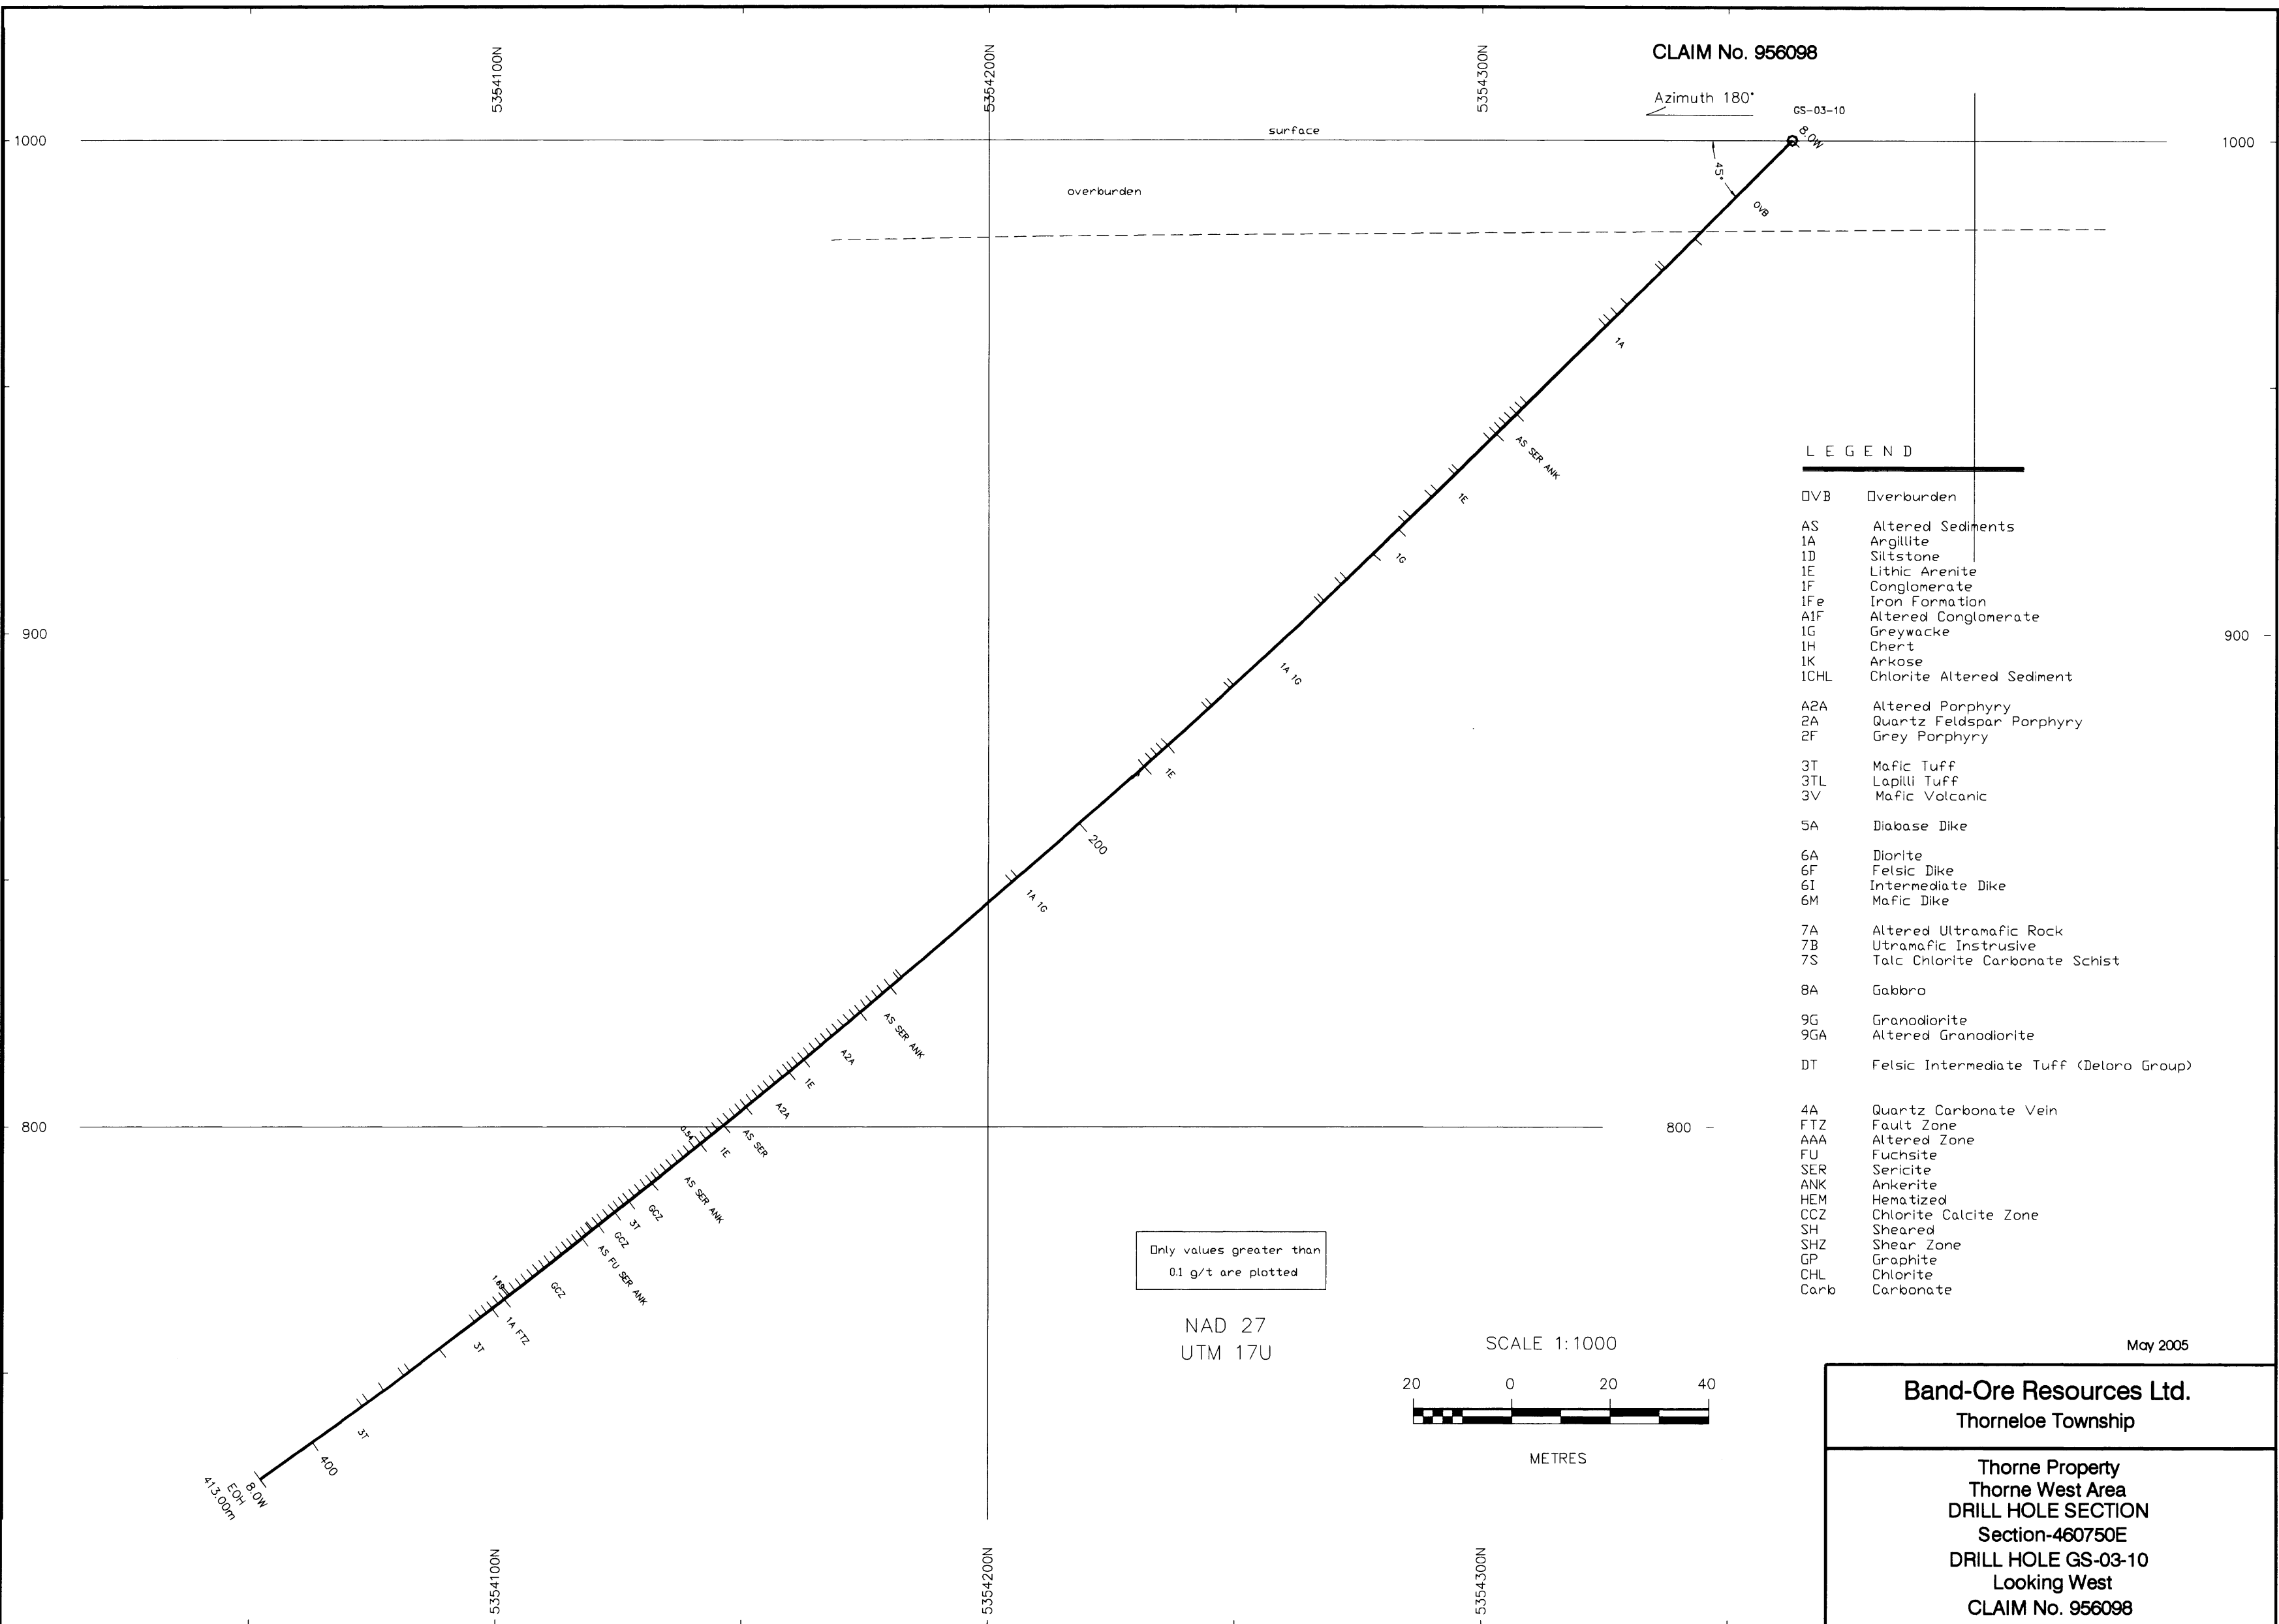 5354100N
5354200N
5354300N
CLAIM No. 956098
Azimuth 180°
GS-03-10
8.0W
surface
1000
1000
45°
overburden
OVB
1A
AS SER ANK
1E
1G
900
900
1A 1G
1E
200
1A 1G
AS SER ANK
A2A
1E
A2A
800
800
0.54
AS SER
1E
AS SER ANK
GCZ
3T
GCZ
AS FU SER ANK
GCZ
1.69
1A FTZ
3T
3T
400
8.0W
EOH
413.00m
LEGEND
OVB Overburden
AS Altered Sediments
1A Argillite
1D Siltstone
1E Lithic Arenite
1F Conglomerate
1Fe Iron Formation
A1F Altered Conglomerate
1G Greywacke
1H Chert
1K Arkose
1CHL Chlorite Altered Sediment
A2A Altered Porphyry
2A Quartz Feldspar Porphyry
2F Grey Porphyry
3T Mafic Tuff
3TL Lapilli Tuff
3V Mafic Volcanic
5A Diabase Dike
6A Diorite
6F Felsic Dike
6I Intermediate Dike
6M Mafic Dike
7A Altered Ultramafic Rock
7B Utramafic Instrusive
7S Talc Chlorite Carbonate Schist
8A Gabbro
9G Granodiorite
9GA Altered Granodiorite
DT Felsic Intermediate Tuff (Deloro Group)
4A Quartz Carbonate Vein
FTZ Fault Zone
AAA Altered Zone
FU Fuchsite
SER Sericite
ANK Ankerite
HEM Hematized
CCZ Chlorite Calcite Zone
SH Sheared
SHZ Shear Zone
GP Graphite
CHL Chlorite
Carb Carbonate
Only values greater than
0.1 g/t are plotted
NAD 27
UTM 17U
SCALE 1:1000
20 0 20 40
METRES
May 2005
Band-Ore Resources Ltd.
Thorneloe Township
Thorne Property
Thorne West Area
DRILL HOLE SECTION
Section-460750E
DRILL HOLE GS-03-10
Looking West
CLAIM No. 956098
5354100N
5354200N
5354300N